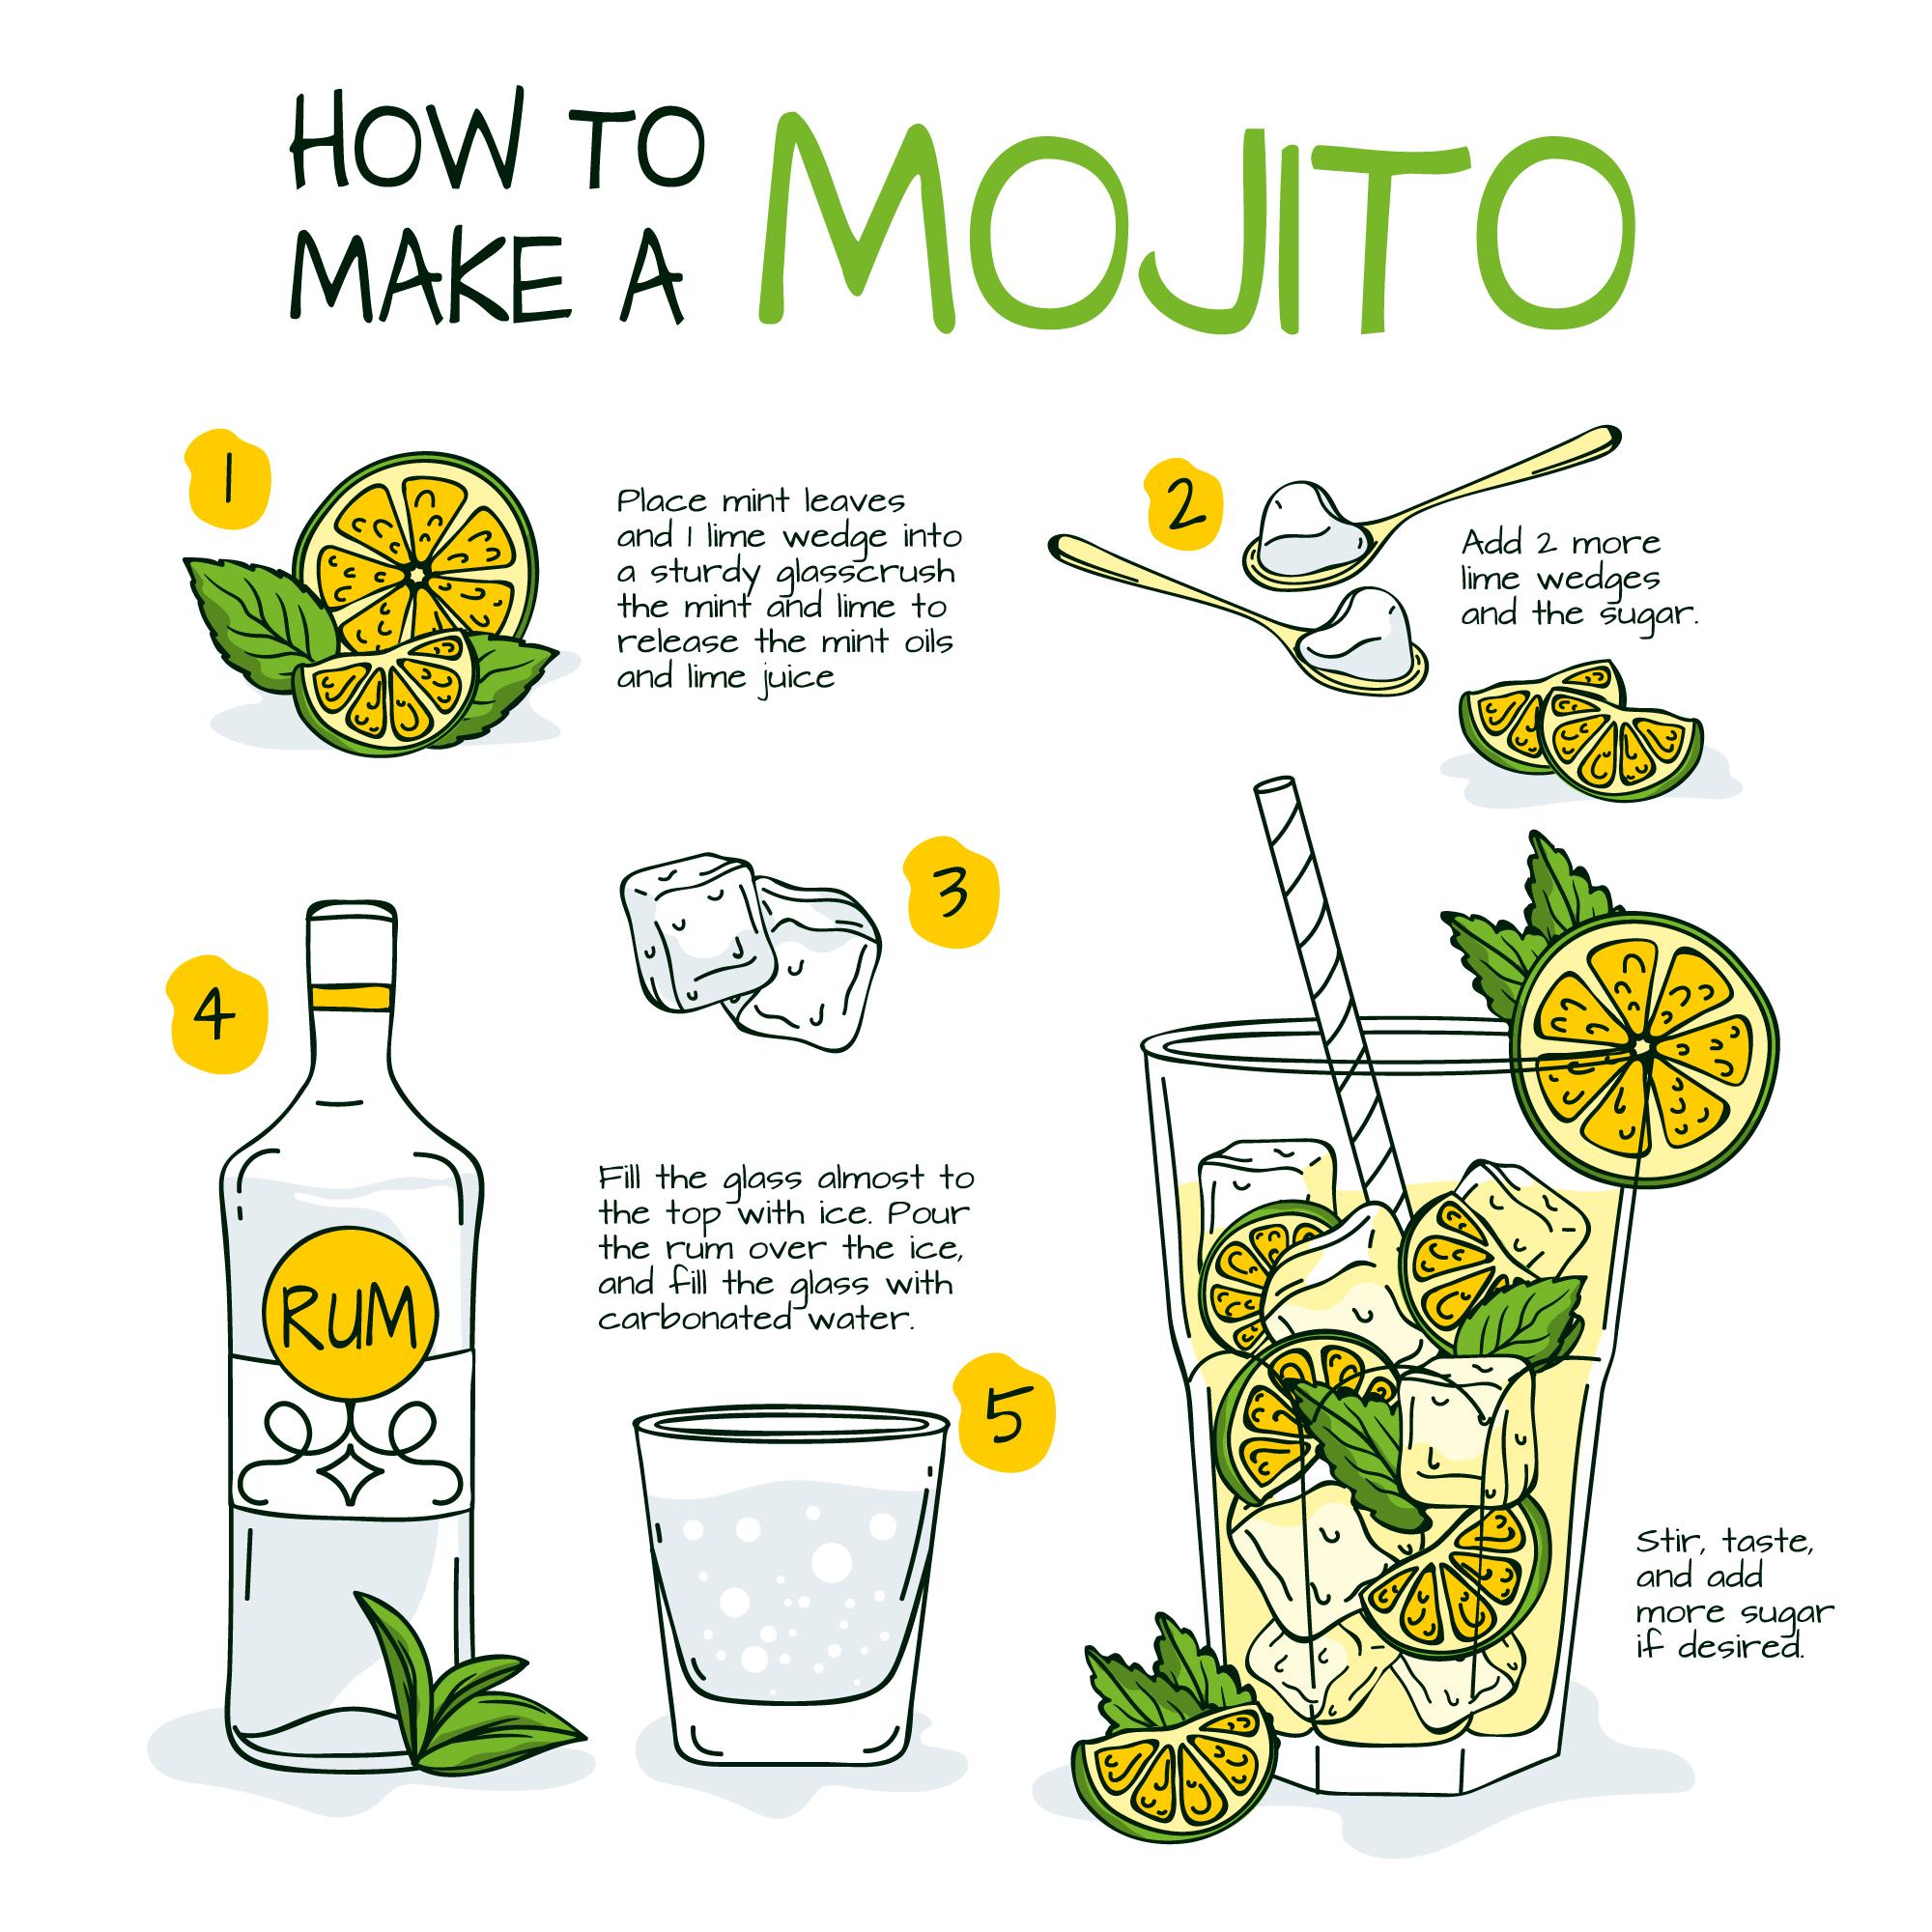 HOW TO
MAKE A
MOJITO
1
Place mint leaves
and 1 lime wedge into
a sturdy glasscrush
the mint and lime to
release the mint oils
and lime juice
2
Add 2 more
lime wedges
and the sugar.
3
4
RUM
Fill the glass almost to
the top with ice. Pour
the rum over the ice,
and fill the glass with
carbonated water.
5
Stir, taste,
and add
more sugar
if desired.